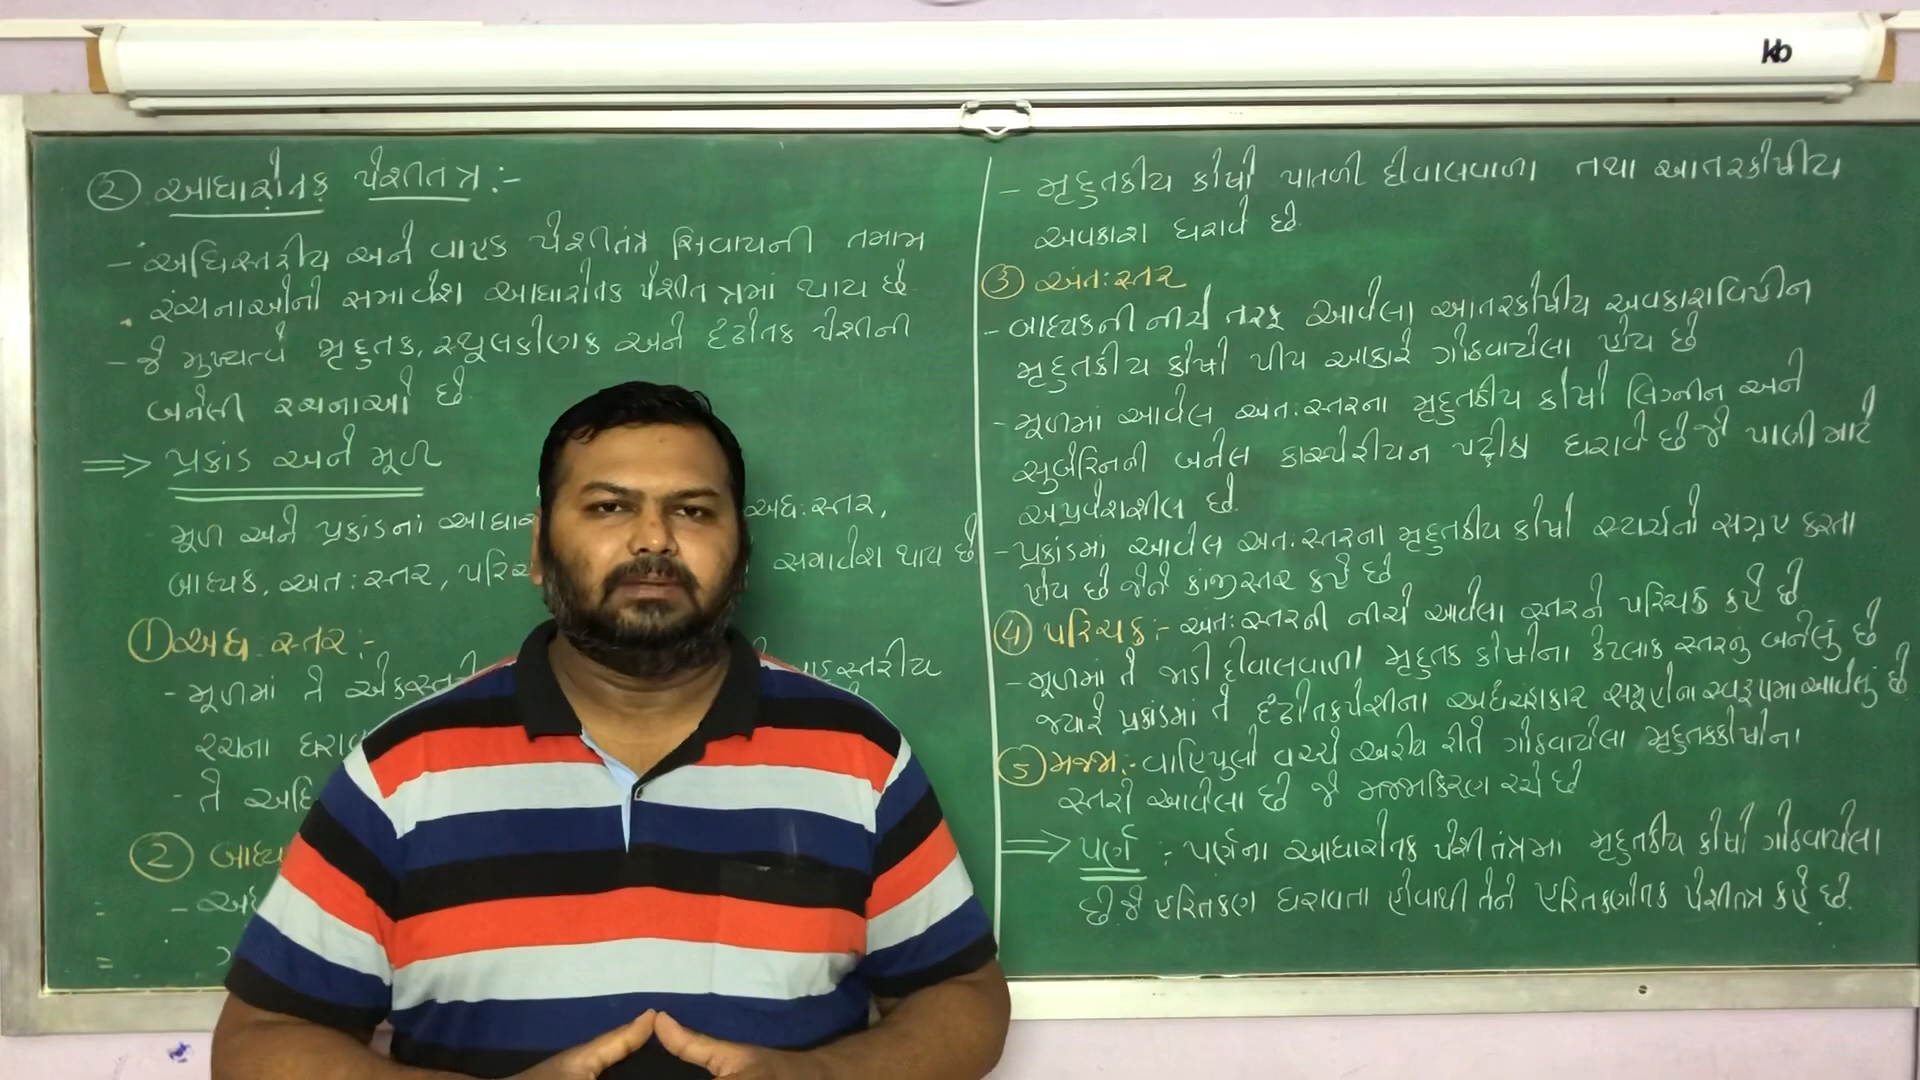 kb
② આધારોતક પેશીતંત્ર :-
- અધિસ્તરીય અને વાહક પેશીતંત્ર સિવાયની તમામ
રચનાઓનો સમાવેશ આધારોતક પેશીતંત્રમાં થાય છે
- જે મુખ્યત્વે મૃદુતક, સ્થૂલકોણક અને દઢોતક પેશીની
બનેલી રચનાઓ છે
⇒ પ્રકાંડ અને મૂળ
મૂળ અને પ્રકાંડનાં અધઃસ્તર,
બાહ્યક, અંતઃસ્તર, સમાવેશ થાય છે
① અધઃસ્તર :-
- મૂળમાં તે
રચના
- તે
②
- મૃદુતકીય કોષો પાતળી દીવાલવાળા તથા આંતરકોષીય
અવકાશ ધરાવે છે
③ અંતઃસ્તર
- બાહ્યકની નીચે તરફ આવેલા આંતરકોષીય અવકાશવિહીન
મૃદુતકીય કોષો પીપ આકારે ગોઠવાયેલા હોય છે
- મૂળમાં આવેલ અંતઃસ્તરના મૃદુતકીય કોષો લિગ્નીન અને
સુબેરિનની બનેલ કાસ્પેરીયન પટ્ટીકા ધરાવે છે જે પાણી માટે
અપ્રવેશશીલ છે.
- પ્રકાંડમાં આવેલ અંતઃસ્તરના મૃદુતકીય કોષો સ્ટાર્ચનો સંગ્રહ કરતા
હોય છે જેને કાંજીસ્તર કહે છે
④ પરિચક્ર :- અંતઃસ્તરની નીચે આવેલા સ્તરને પરિચક્ર કહે છે
- મૂળમાં તે જાડી દીવાલવાળા મૃદુતક કોષોના કેટલાક સ્તરનું બનેલું છે
જ્યારે પ્રકાંડમાં તે દઢોતકપેશીના અર્ધચંદ્રાકાર સમૂહોના સ્વરૂપમાં આવેલું છે
⑤ મજ્જા :- વાહિપુલો વચ્ચે અરીય રીતે ગોઠવાયેલા મૃદુતકકોષોના
સ્તરો આવેલા છે જે મજ્જાકિરણ રચે છે
⇒ પર્ણ :- પર્ણના આધારોતક પેશીતંત્રમાં મૃદુતકીય કોષો ગોઠવાયેલા
છે જે હરિતકણ ધરાવતા હોવાથી તેને હરિતકણોતક પેશીતંત્ર કહે છે.